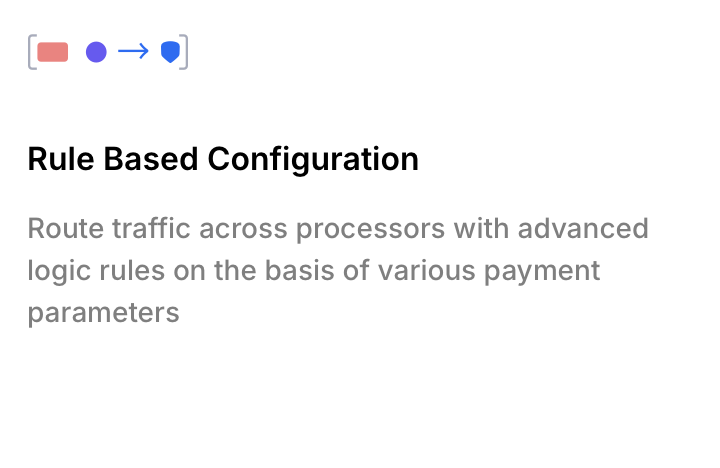 Rule Based Configuration
Route traffic across processors with advanced
logic rules on the basis of various payment
parameters